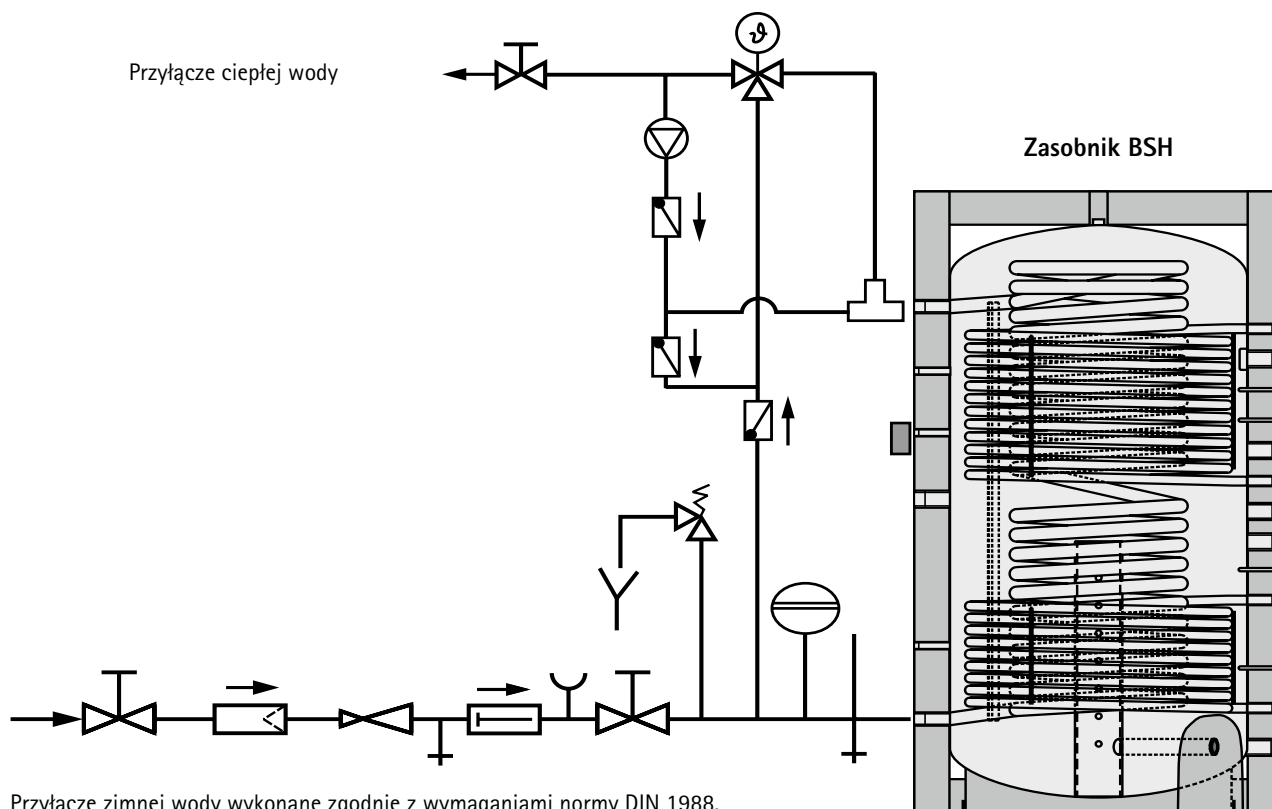 ϑ
Przyłącze ciepłej wody
Zasobnik BSH
Przyłącze zimnej wody wykonane zgodnie z wymaganiami normy DIN 1988.